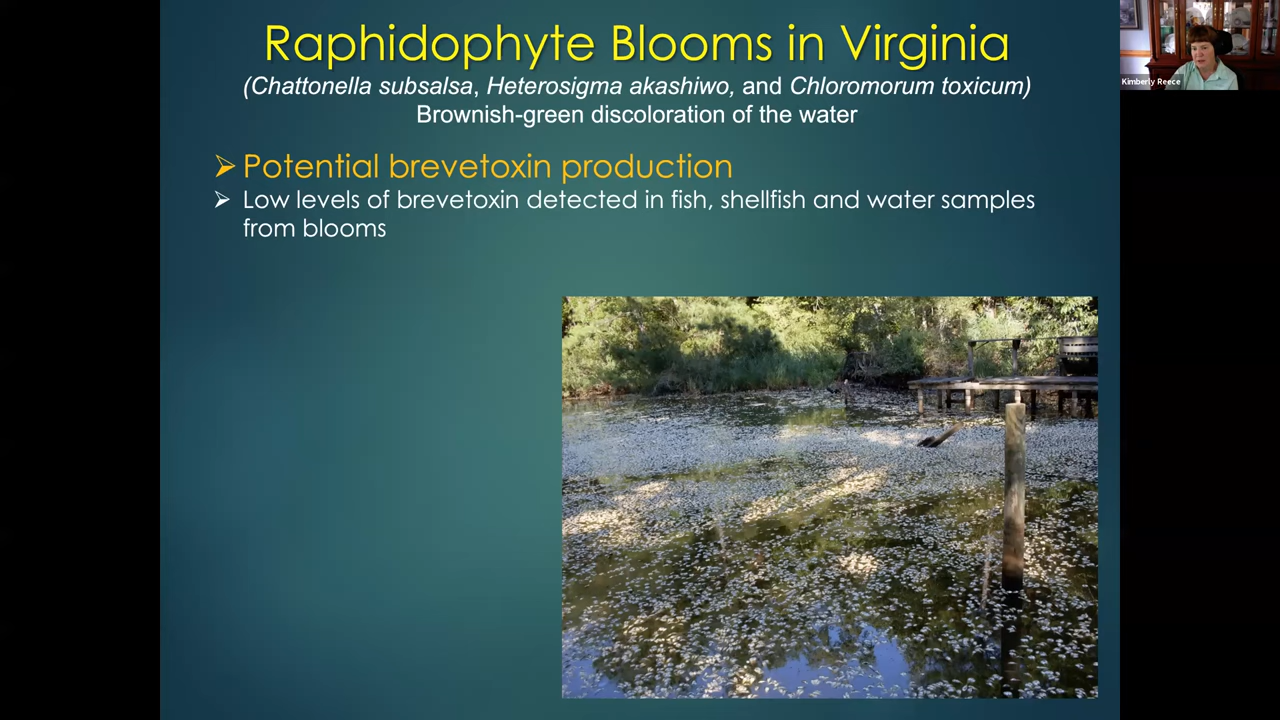 Raphidophyte Blooms in Virginia
(Chattonella subsalsa, Heterosigma akashiwo, and Chloromorum toxicum)
Brownish-green discoloration of the water
➢ Potential brevetoxin production
➢ Low levels of brevetoxin detected in fish, shellfish and water samples
from blooms
Kimberly Reece